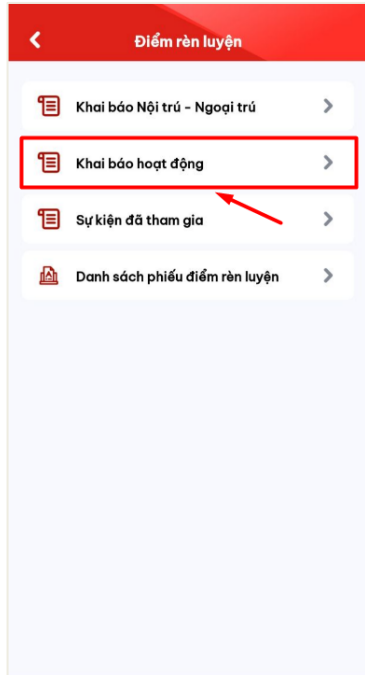 Điểm rèn luyện
Khai báo Nội trú - Ngoại trú
Khai báo hoạt động
Sự kiện đã tham gia
Danh sách phiếu điểm rèn luyện